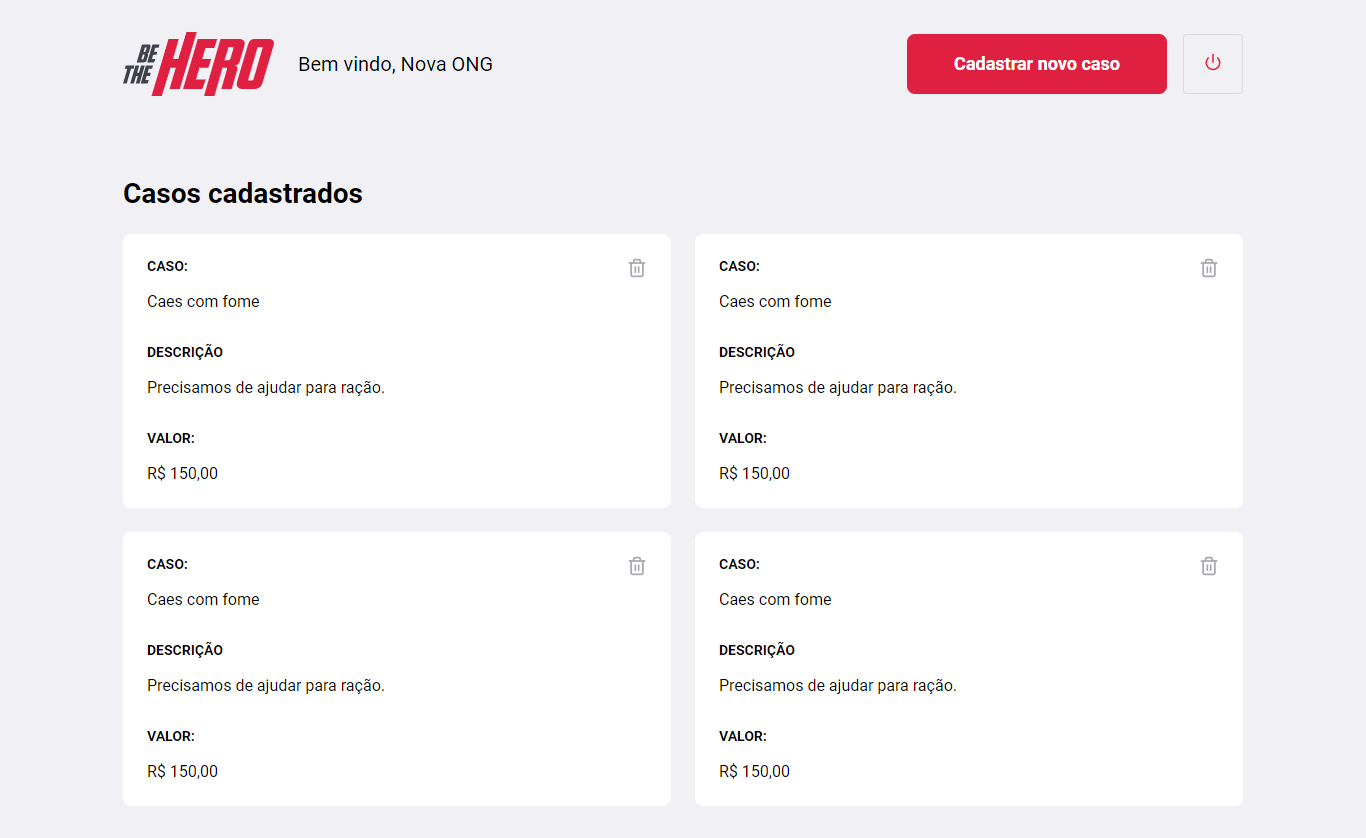 BE THE HERO
Bem vindo, Nova ONG
Cadastrar novo caso
Casos cadastrados
CASO:
Caes com fome
DESCRIÇÃO
Precisamos de ajudar para ração.
VALOR:
R$ 150,00
CASO:
Caes com fome
DESCRIÇÃO
Precisamos de ajudar para ração.
VALOR:
R$ 150,00
CASO:
Caes com fome
DESCRIÇÃO
Precisamos de ajudar para ração.
VALOR:
R$ 150,00
CASO:
Caes com fome
DESCRIÇÃO
Precisamos de ajudar para ração.
VALOR:
R$ 150,00